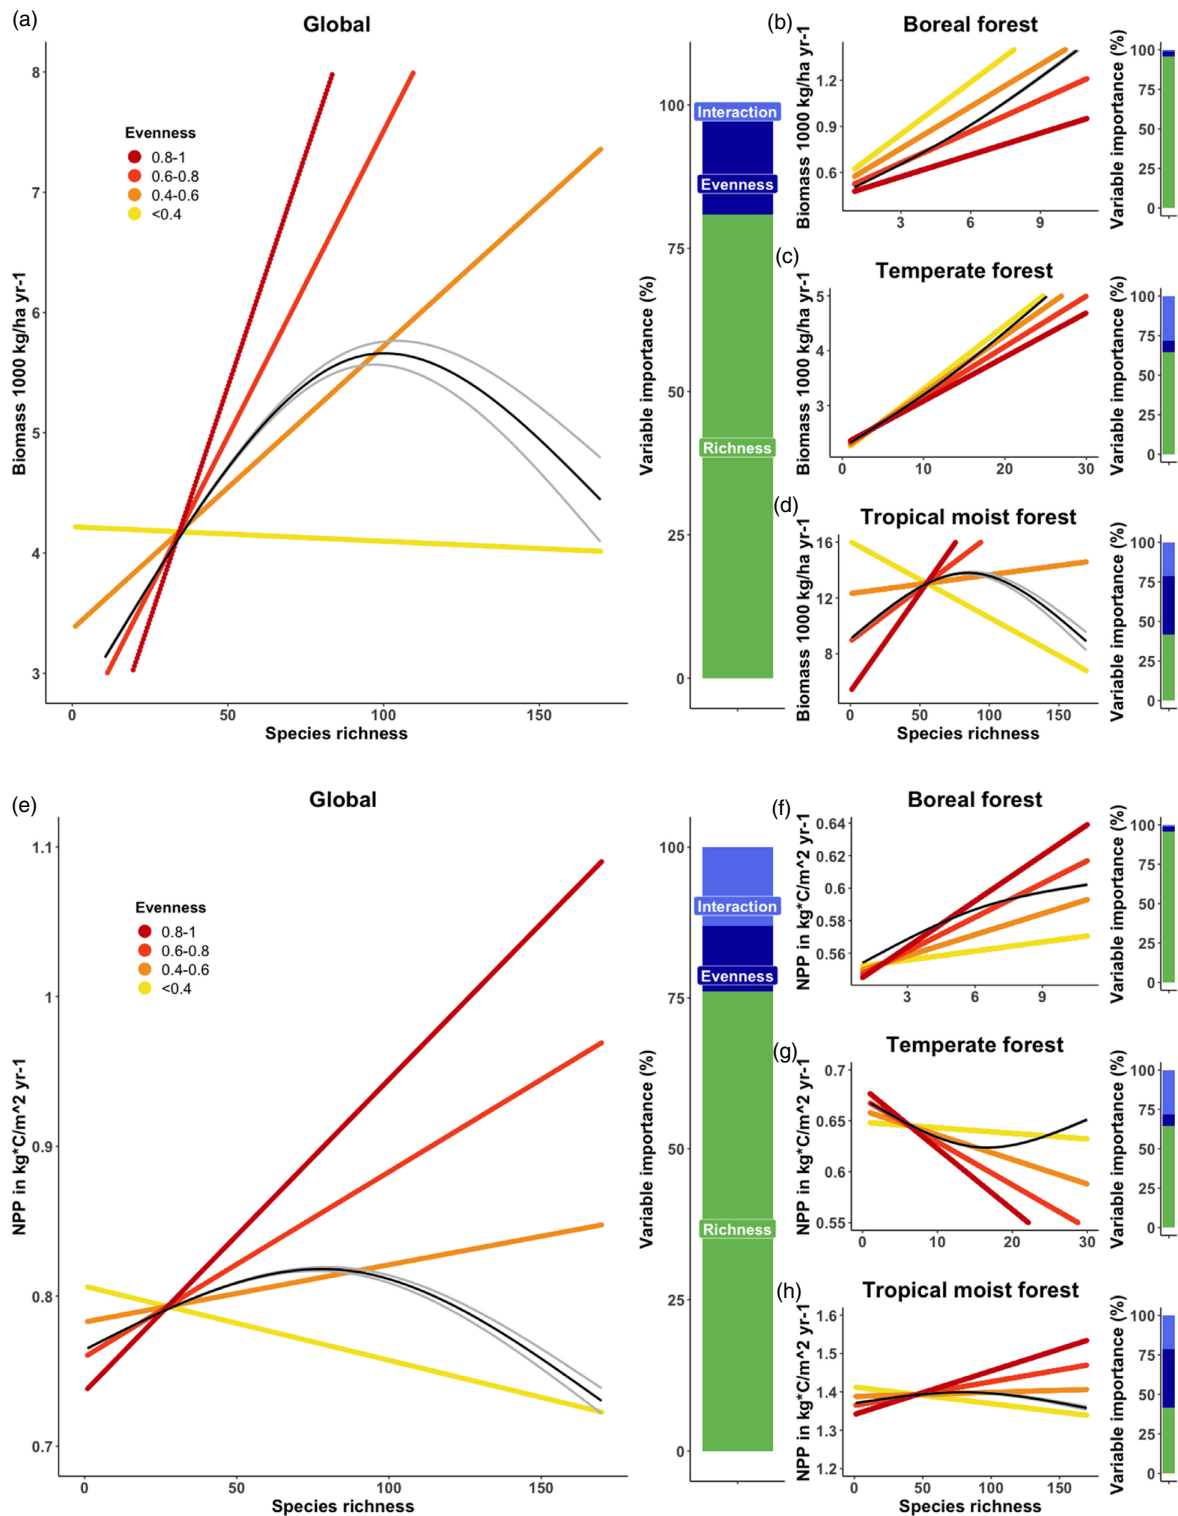 (a)
Global
Biomass 1000 kg/ha yr-1
8
7
6
5
4
3
Evenness
0.8-1
0.6-0.8
0.4-0.6
<0.4
0
50
100
150
Species richness
Variable importance (%)
100
75
50
25
0
Interaction
Evenness
Richness
(b)
Boreal forest
Biomass 1000 kg/ha yr-1
1.2
0.9
0.6
3
6
9
Variable importance (%)
100
75
50
25
0
(c)
Temperate forest
Biomass 1000 kg/ha yr-1
5
4
3
0
10
20
30
Variable importance (%)
100
75
50
25
0
(d)
Tropical moist forest
Biomass 1000 kg/ha yr-1
16
12
8
0
50
100
150
Species richness
Variable importance (%)
100
75
50
25
0
(e)
Global
NPP in kg*C/m^2 yr-1
1.1
1
0.9
0.8
0.7
Evenness
0.8-1
0.6-0.8
0.4-0.6
<0.4
0
50
100
150
Species richness
Variable importance (%)
100
75
50
25
0
Interaction
Evenness
Richness
(f)
Boreal forest
NPP in kg*C/m^2 yr-1
0.64
0.62
0.6
0.58
0.56
3
6
9
Variable importance (%)
100
75
50
25
0
(g)
Temperate forest
NPP in kg*C/m^2 yr-1
0.7
0.65
0.6
0.55
0
10
20
30
Variable importance (%)
100
75
50
25
0
(h)
Tropical moist forest
NPP in kg*C/m^2 yr-1
1.6
1.5
1.4
1.3
1.2
0
50
100
150
Species richness
Variable importance (%)
100
75
50
25
0